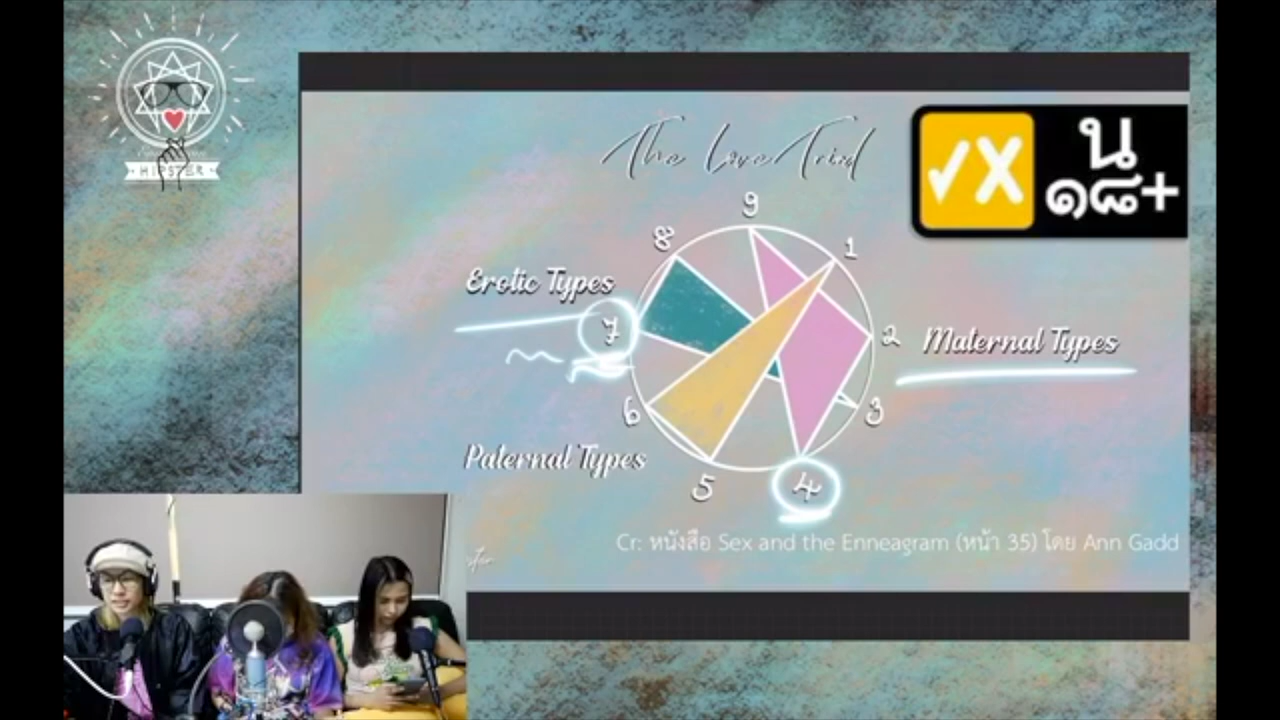 HIPSTER
The Love Triad
✓X
น
๑๘+
9
8
1
Erotic Types
7
2
Maternal Types
6
3
Paternal Types
5
4
Cr: หนังสือ Sex and the Enneagram (หน้า 35) โดย Ann Gadd